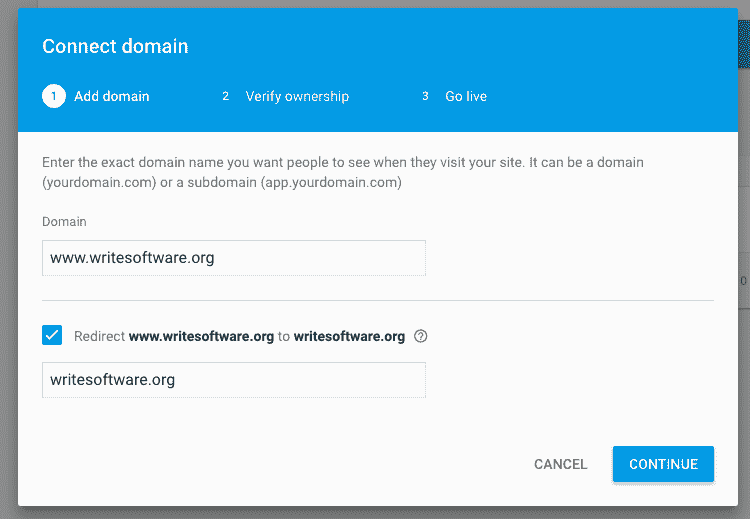 Connect domain
1 Add domain 2 Verify ownership 3 Go live
Enter the exact domain name you want people to see when they visit your site. It can be a domain
(yourdomain.com) or a subdomain (app.yourdomain.com)
Domain
www.writesoftware.org
Redirect www.writesoftware.org to writesoftware.org ?
writesoftware.org
CANCEL CONTINUE
0